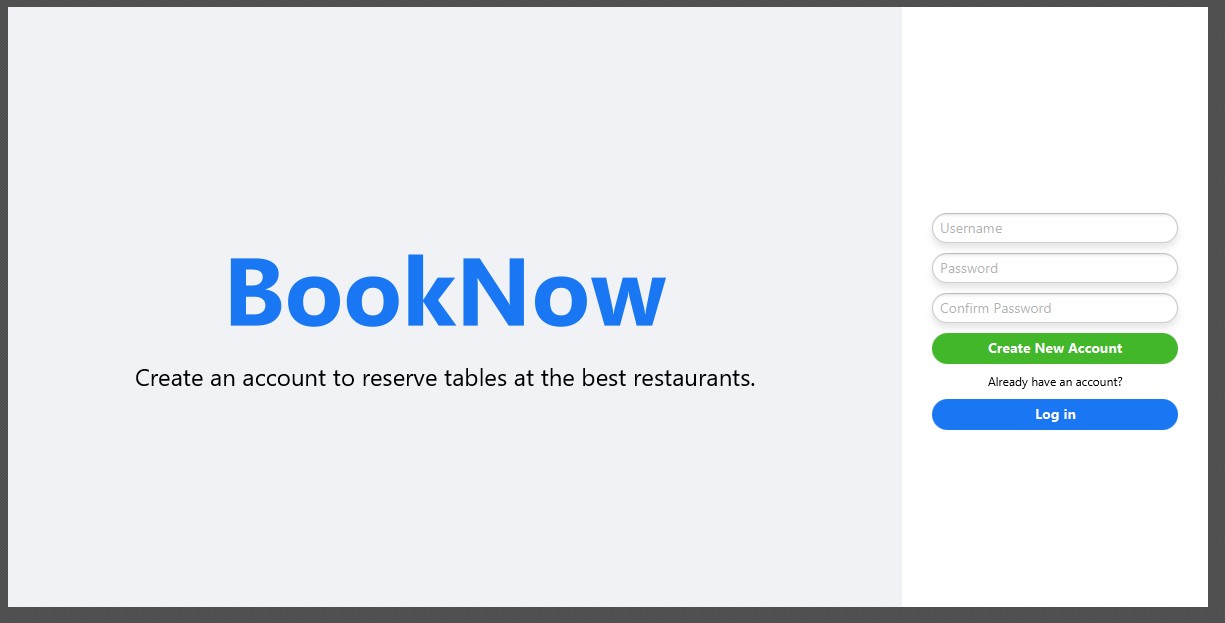 BookNow
Create an account to reserve tables at the best restaurants.
Username
Password
Confirm Password
Create New Account
Already have an account?
Log in